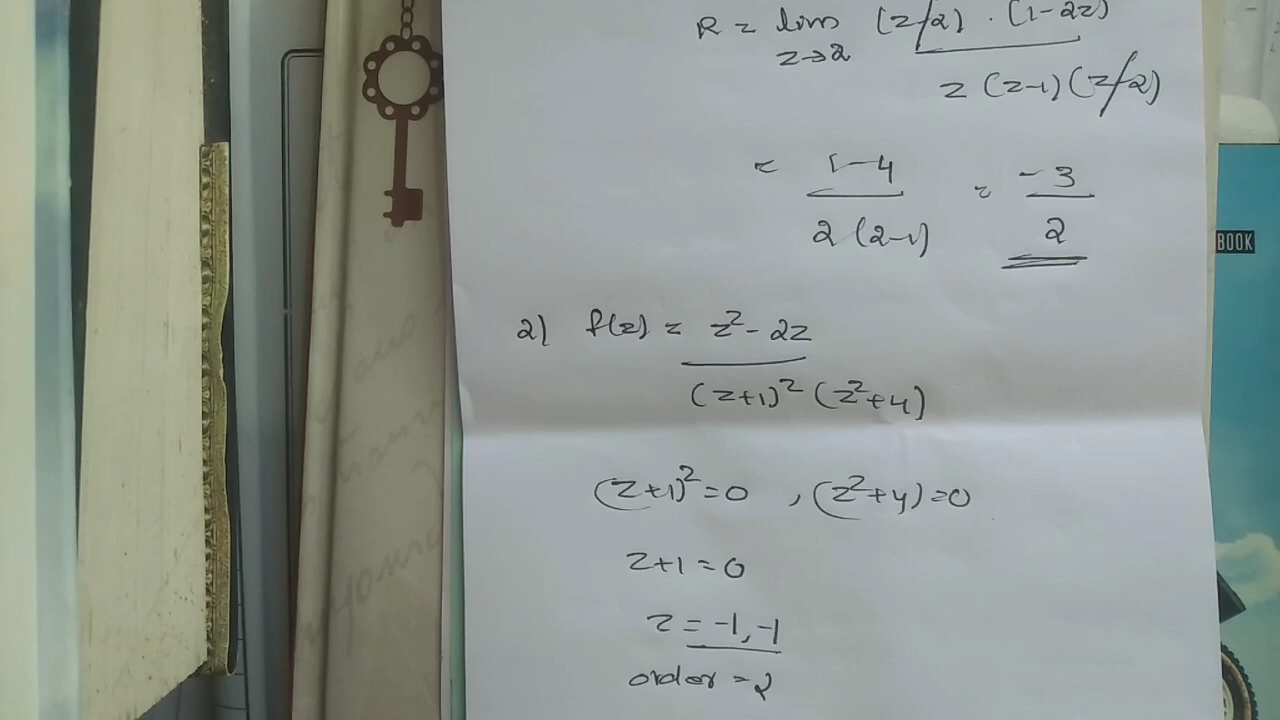 R = lim (z-2) . (1-2z)
z→2
z (z-1) (z-2)
= 1-4 = -3
2 (2-1) 2
BOOK
2) f(z) = z²- 2z
(z+1)² (z²+4)
(z+1)² = 0 , (z²+4) = 0
z+1 = 0
z = -1, -1
order = 2